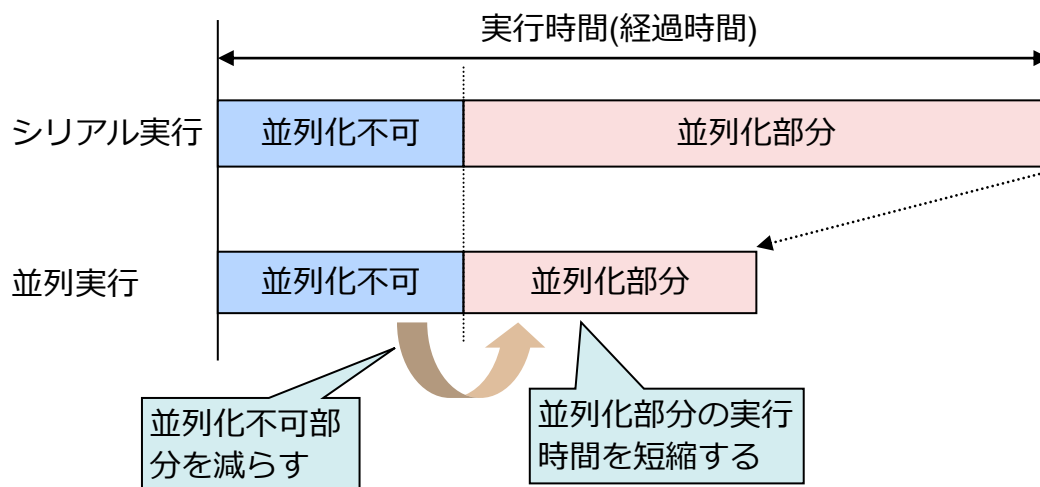 実行時間(経過時間)
シリアル実行
並列化不可
並列化部分
並列実行
並列化不可
並列化部分
並列化不可部
分を減らす
並列化部分の実行
時間を短縮する